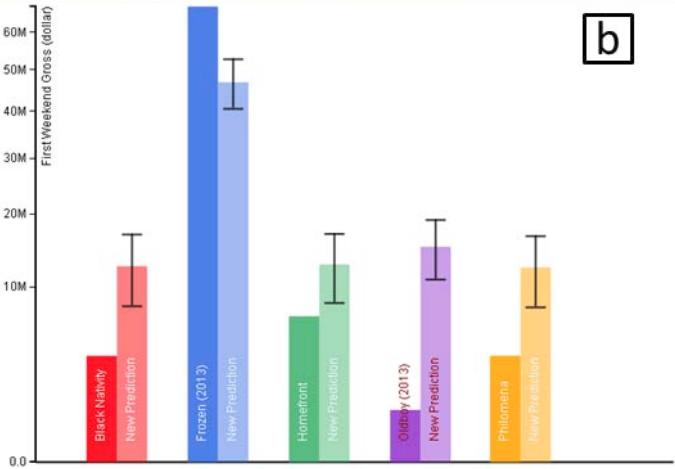 b
First Weekend Gross (dollar)
60M
50M
40M
30M
20M
10M
0.0
Black Nativity
New Prediction
Frozen (2013)
New Prediction
Homefront
New Prediction
Oldboy (2013)
New Prediction
Philomena
New Prediction